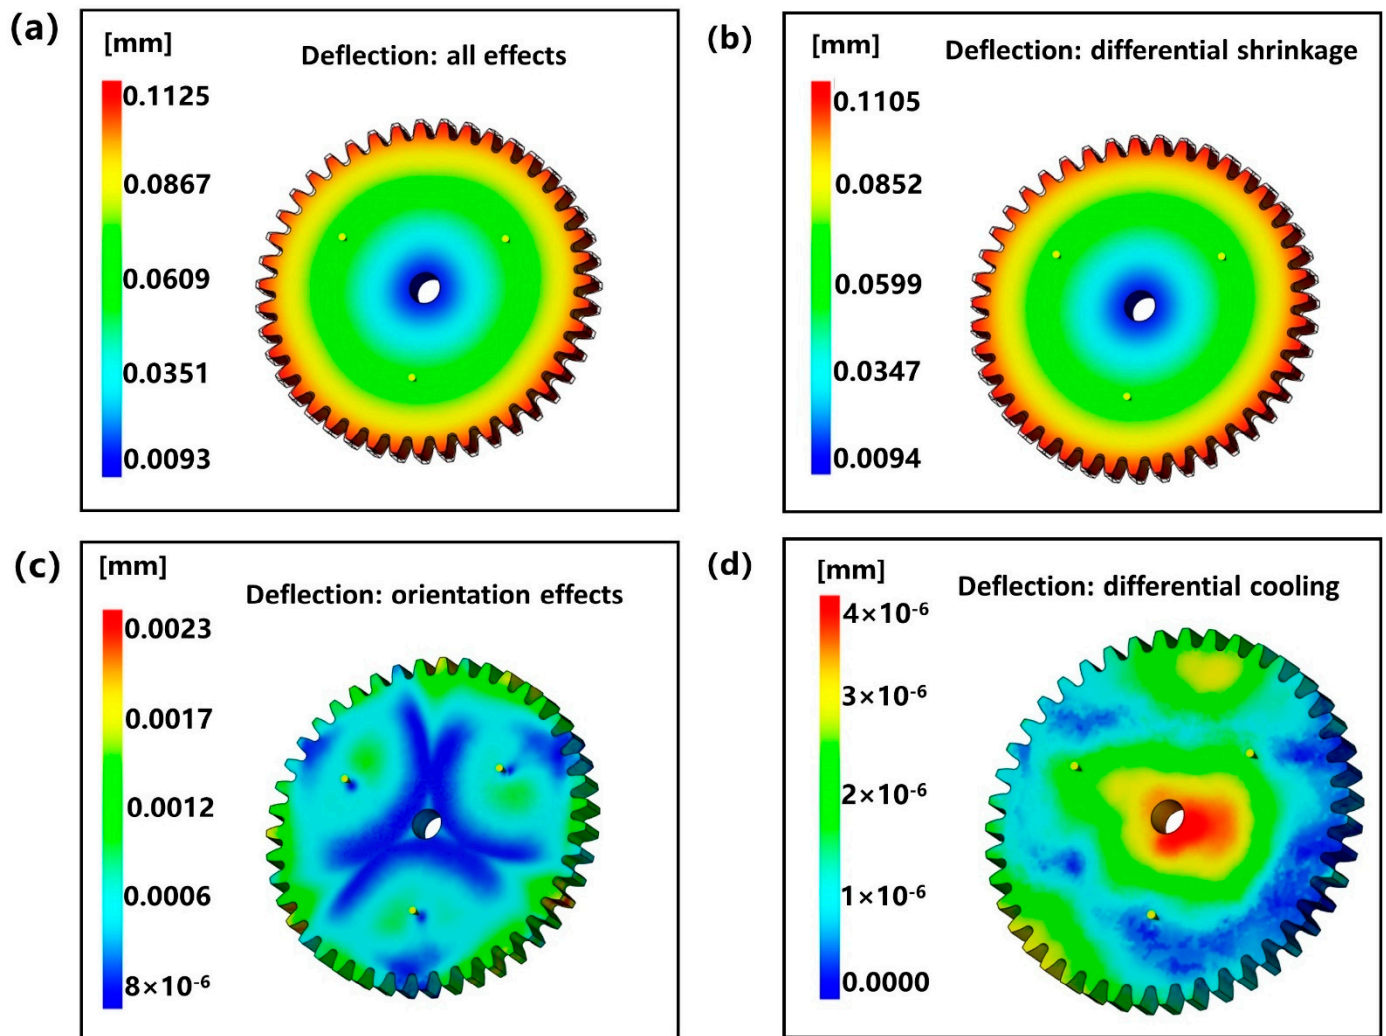 (a)
[mm]
Deflection: all effects
0.1125
0.0867
0.0609
0.0351
0.0093
(b)
[mm]
Deflection: differential shrinkage
0.1105
0.0852
0.0599
0.0347
0.0094
(c)
[mm]
Deflection: orientation effects
0.0023
0.0017
0.0012
0.0006
8×10⁻⁶
(d)
[mm]
Deflection: differential cooling
4×10⁻⁶
3×10⁻⁶
2×10⁻⁶
1×10⁻⁶
0.0000